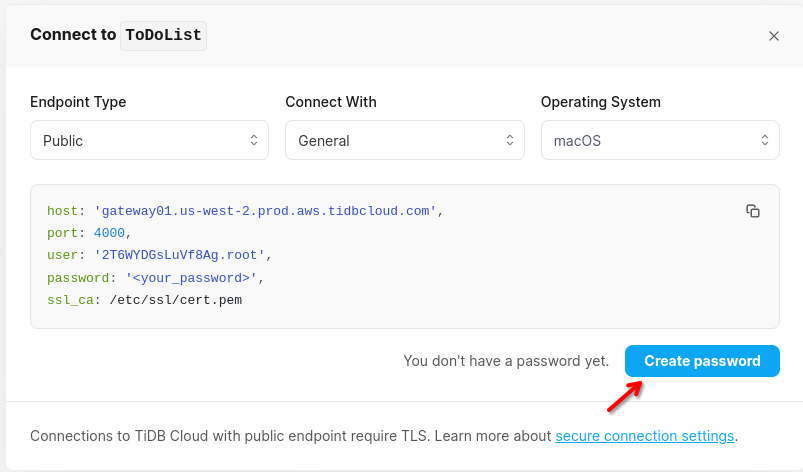 Connect to ToDoList
Endpoint Type
Connect With
Operating System
Public
General
macOS
host: 'gateway01.us-west-2.prod.aws.tidbcloud.com',
port: 4000,
user: '2T6WYDGsLuVf8Ag.root',
password: '<your_password>',
ssl_ca: /etc/ssl/cert.pem
You don't have a password yet.
Create password
Connections to TiDB Cloud with public endpoint require TLS. Learn more about secure connection settings.